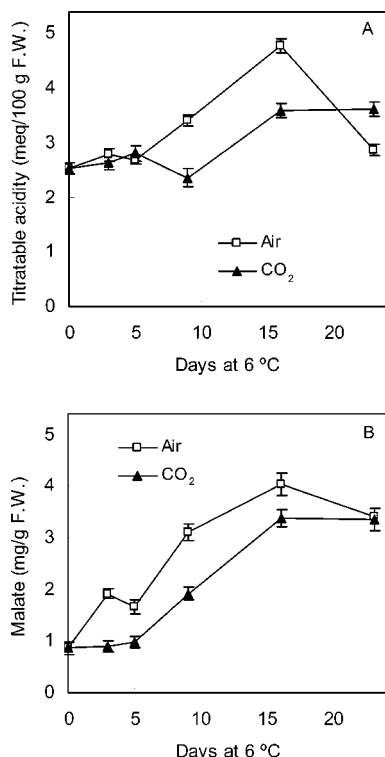 A
Titratable acidity (meq/100 g F.W.)
5
4
3
2
1
0
Air
CO₂
0 5 10 15 20
Days at 6 ºC
B
Malate (mg/g F.W.)
5
4
3
2
1
0
Air
CO₂
0 5 10 15 20
Days at 6 ºC